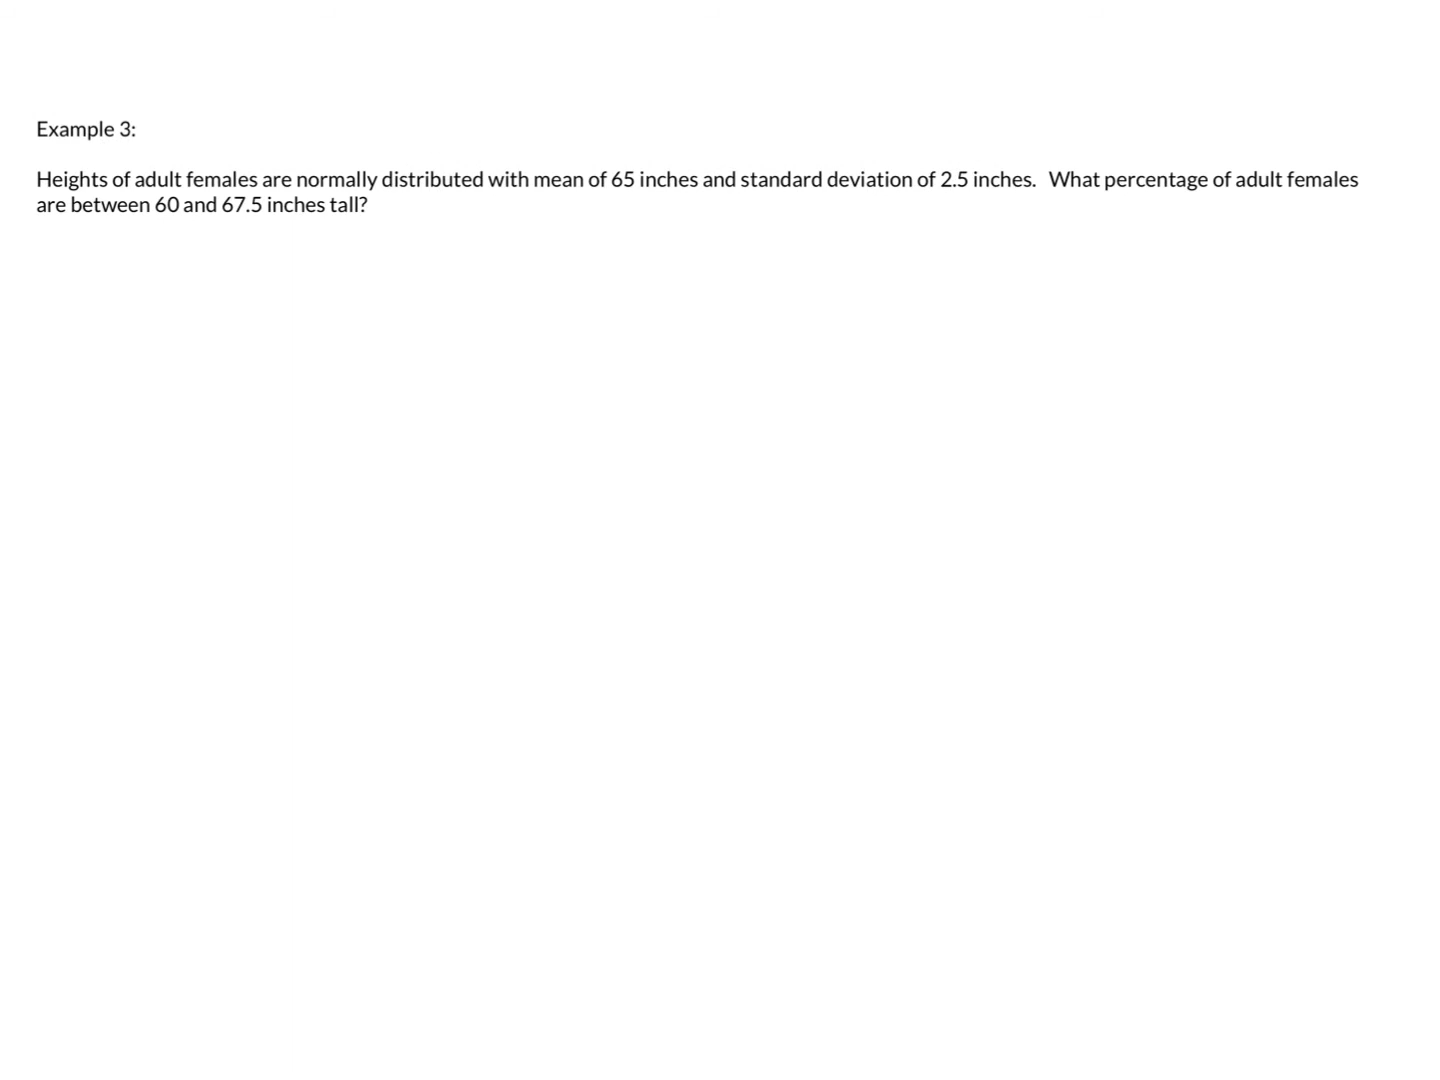 Example 3:
Heights of adult females are normally distributed with mean of 65 inches and standard deviation of 2.5 inches.  What percentage of adult females
are between 60 and 67.5 inches tall?